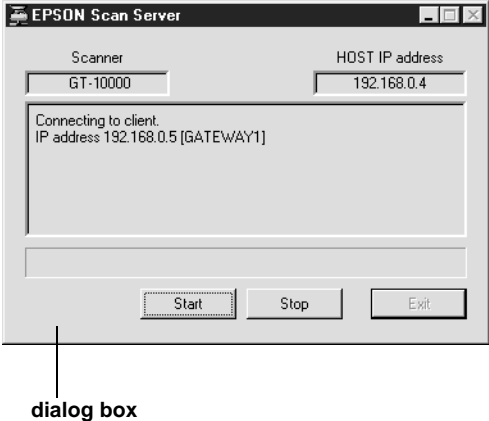 EPSON Scan Server
Scanner HOST IP address
GT-10000 192.168.0.4
Connecting to client.
IP address 192.168.0.5 [GATEWAY1]
Start Stop Exit
dialog box